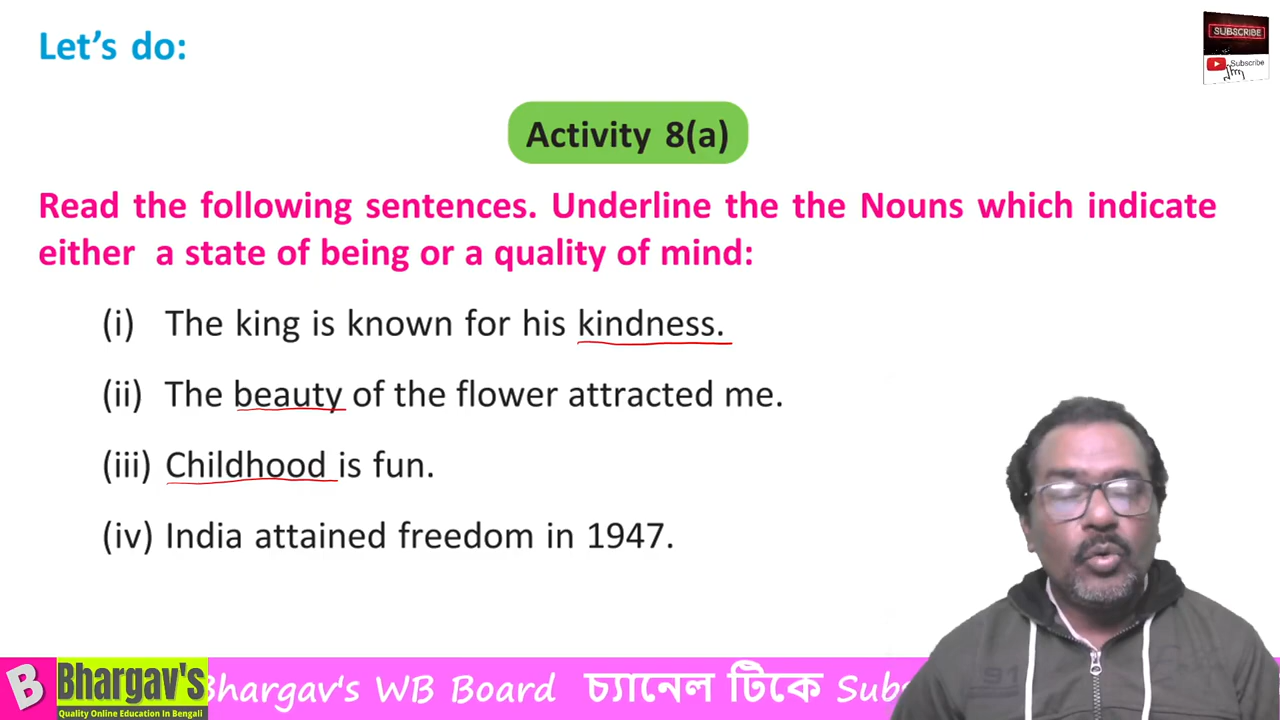 Let's do:
SUBSCRIBE
Subscribe
Activity 8(a)
Read the following sentences. Underline the the Nouns which indicate
either a state of being or a quality of mind:
(i) The king is known for his kindness.
(ii) The beauty of the flower attracted me.
(iii) Childhood is fun.
(iv) India attained freedom in 1947.
91
B Bhargav's
Quality Online Education In Bengali
Bhargav's WB Board চ্যানেল টিকে